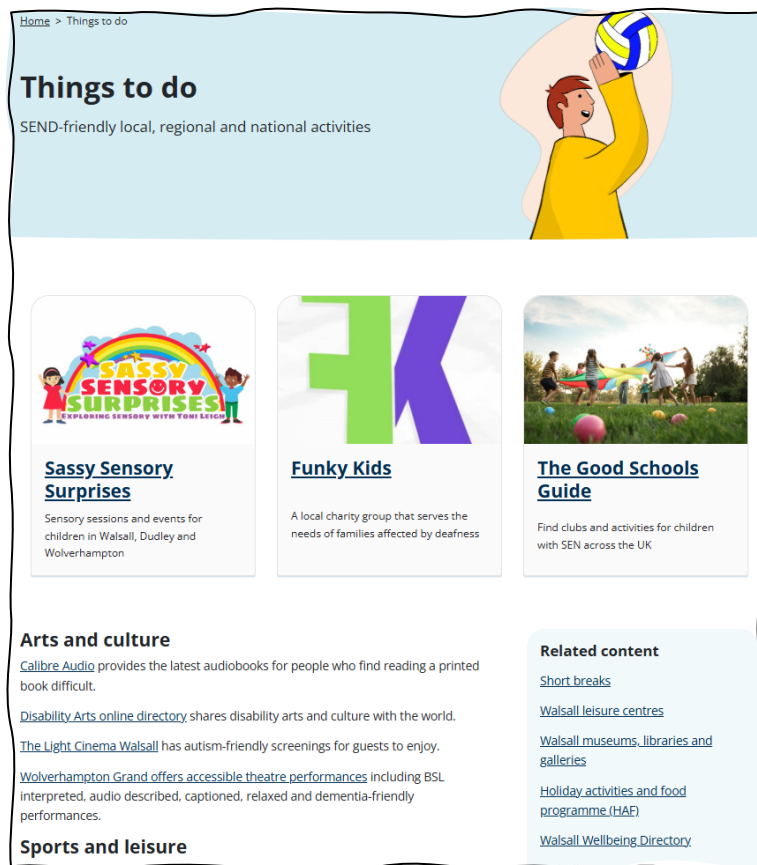 Home > Things to do
Things to do
SEND-friendly local, regional and national activities
SASSY
SENSORY
SURPRISES
EXPLORING SENSORY WITH TONI LEIGH
Sassy Sensory
Surprises
Sensory sessions and events for
children in Walsall, Dudley and
Wolverhampton
FK
Funky Kids
A local charity group that serves the
needs of families affected by deafness
The Good Schools
Guide
Find clubs and activities for children
with SEN across the UK
Arts and culture
Calibre Audio provides the latest audiobooks for people who find reading a printed
book difficult.
Disability Arts online directory shares disability arts and culture with the world.
The Light Cinema Walsall has autism-friendly screenings for guests to enjoy.
Wolverhampton Grand offers accessible theatre performances including BSL
interpreted, audio described, captioned, relaxed and dementia-friendly
performances.
Sports and leisure
Related content
Short breaks
Walsall leisure centres
Walsall museums, libraries and
galleries
Holiday activities and food
programme (HAF)
Walsall Wellbeing Directory